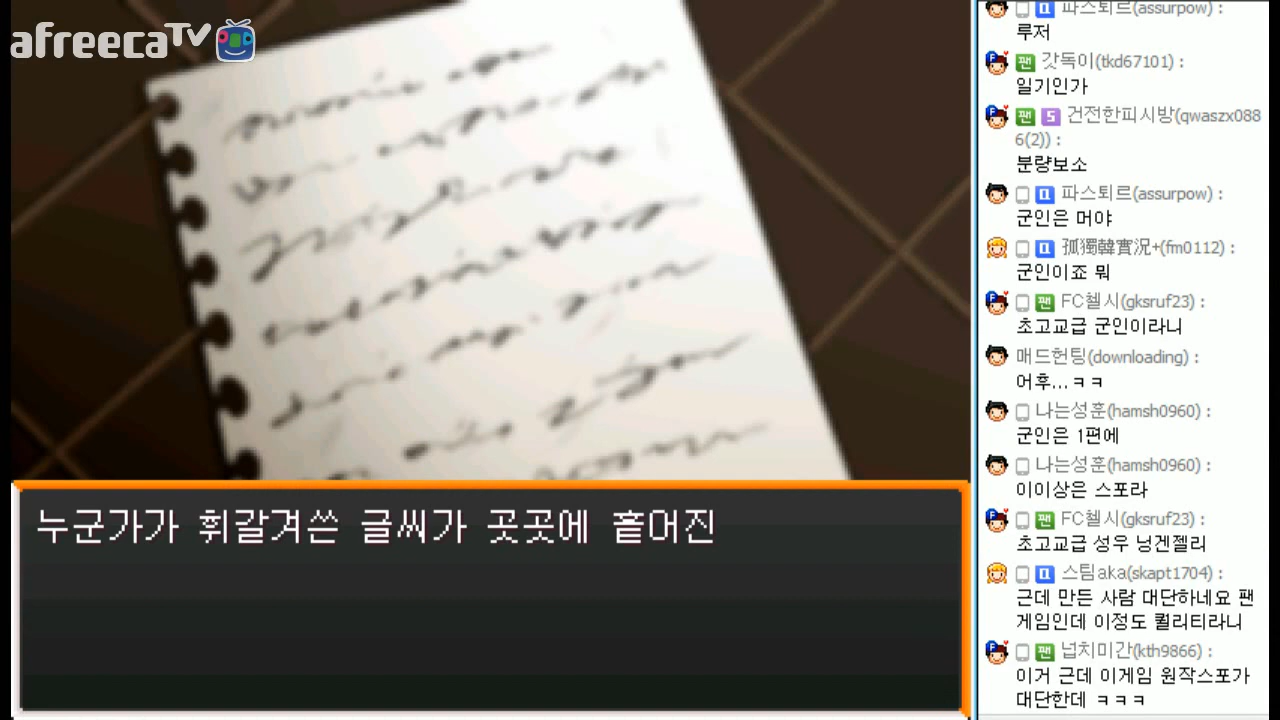 afreecaTV
누군가가 휘갈겨쓴 글씨가 곳곳에 흩어진
파스퇴르(assurpow) :
루저
갓독이(tkd67101) :
일기인가
건전한피시방(qwaszx088
6(2)) :
분량보소
파스퇴르(assurpow) :
군인은 머야
孤獨韓實況+(fm0112) :
군인이죠 뭐
FC첼시(gksruf23) :
초고교급 군인이라니
매드헌팅(downloading) :
어후...ㅋㅋ
나는성훈(hamsh0960) :
군인은 1편에
나는성훈(hamsh0960) :
이이상은 스포라
FC첼시(gksruf23) :
초고교급 성우 닝겐젤리
스팀aka(skapt1704) :
근데 만든 사람 대단하네요 팬
게임인데 이정도 퀄리티라니
넙치미간(kth9866) :
이거 근데 이게임 원작스포가
대단한데 ㅋㅋㅋ